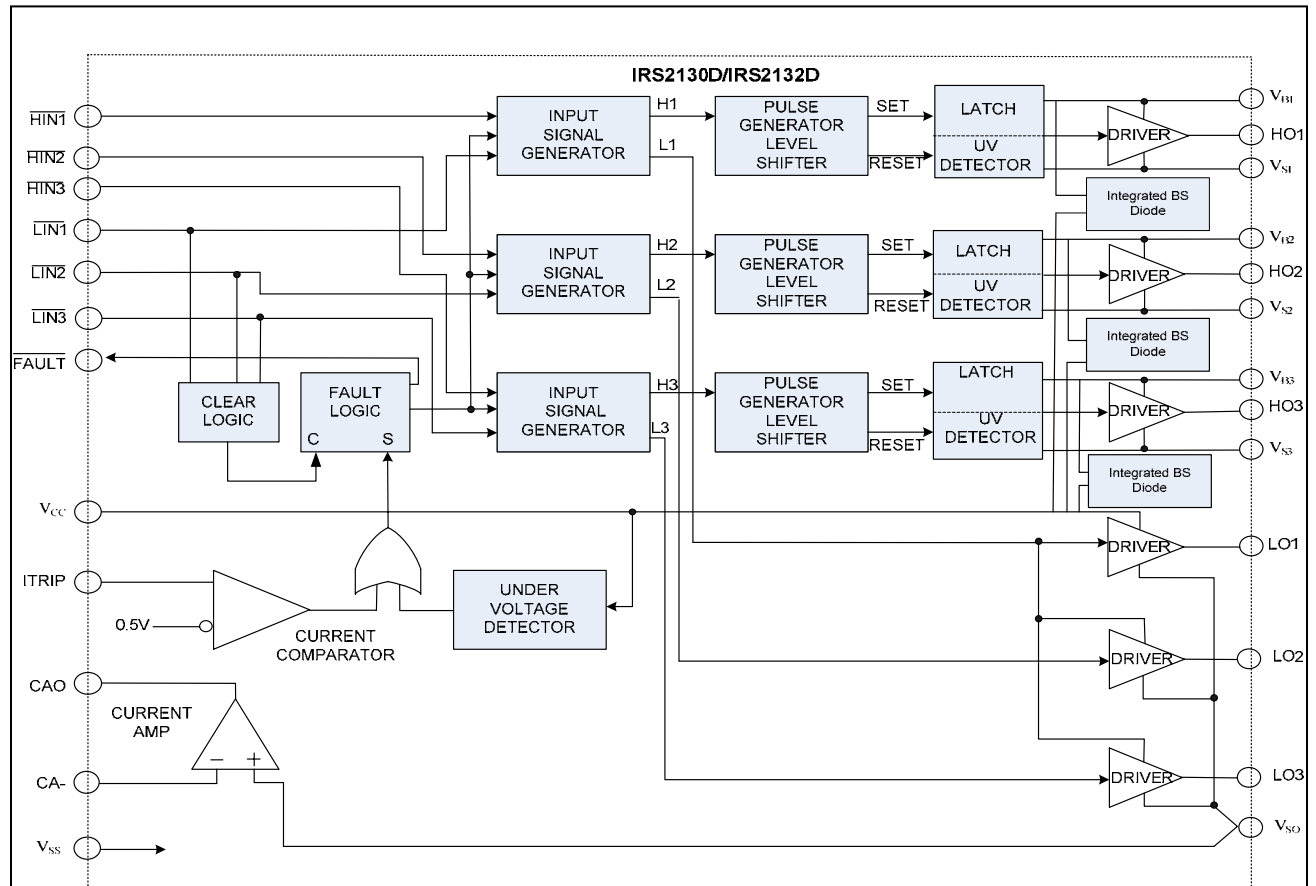 IRS2130D/IRS2132D
HIN1
HIN2
HIN3
LIN1
LIN2
LIN3
FAULT
VCC
ITRIP
0.5V
CAO
CA-
VSS
CLEAR
LOGIC
FAULT
LOGIC
C S
CURRENT
COMPARATOR
UNDER
VOLTAGE
DETECTOR
CURRENT
AMP
− +
INPUT
SIGNAL
GENERATOR
H1
L1
PULSE
GENERATOR
LEVEL
SHIFTER
SET
RESET
LATCH
UV
DETECTOR
DRIVER
Integrated BS
Diode
VB1
HO1
VS1
INPUT
SIGNAL
GENERATOR
H2
L2
PULSE
GENERATOR
LEVEL
SHIFTER
SET
RESET
LATCH
UV
DETECTOR
DRIVER
Integrated BS
Diode
VB2
HO2
VS2
INPUT
SIGNAL
GENERATOR
H3
L3
PULSE
GENERATOR
LEVEL
SHIFTER
SET
RESET
LATCH
UV
DETECTOR
DRIVER
Integrated BS
Diode
VB3
HO3
VS3
DRIVER
LO1
DRIVER
LO2
DRIVER
LO3
VSO